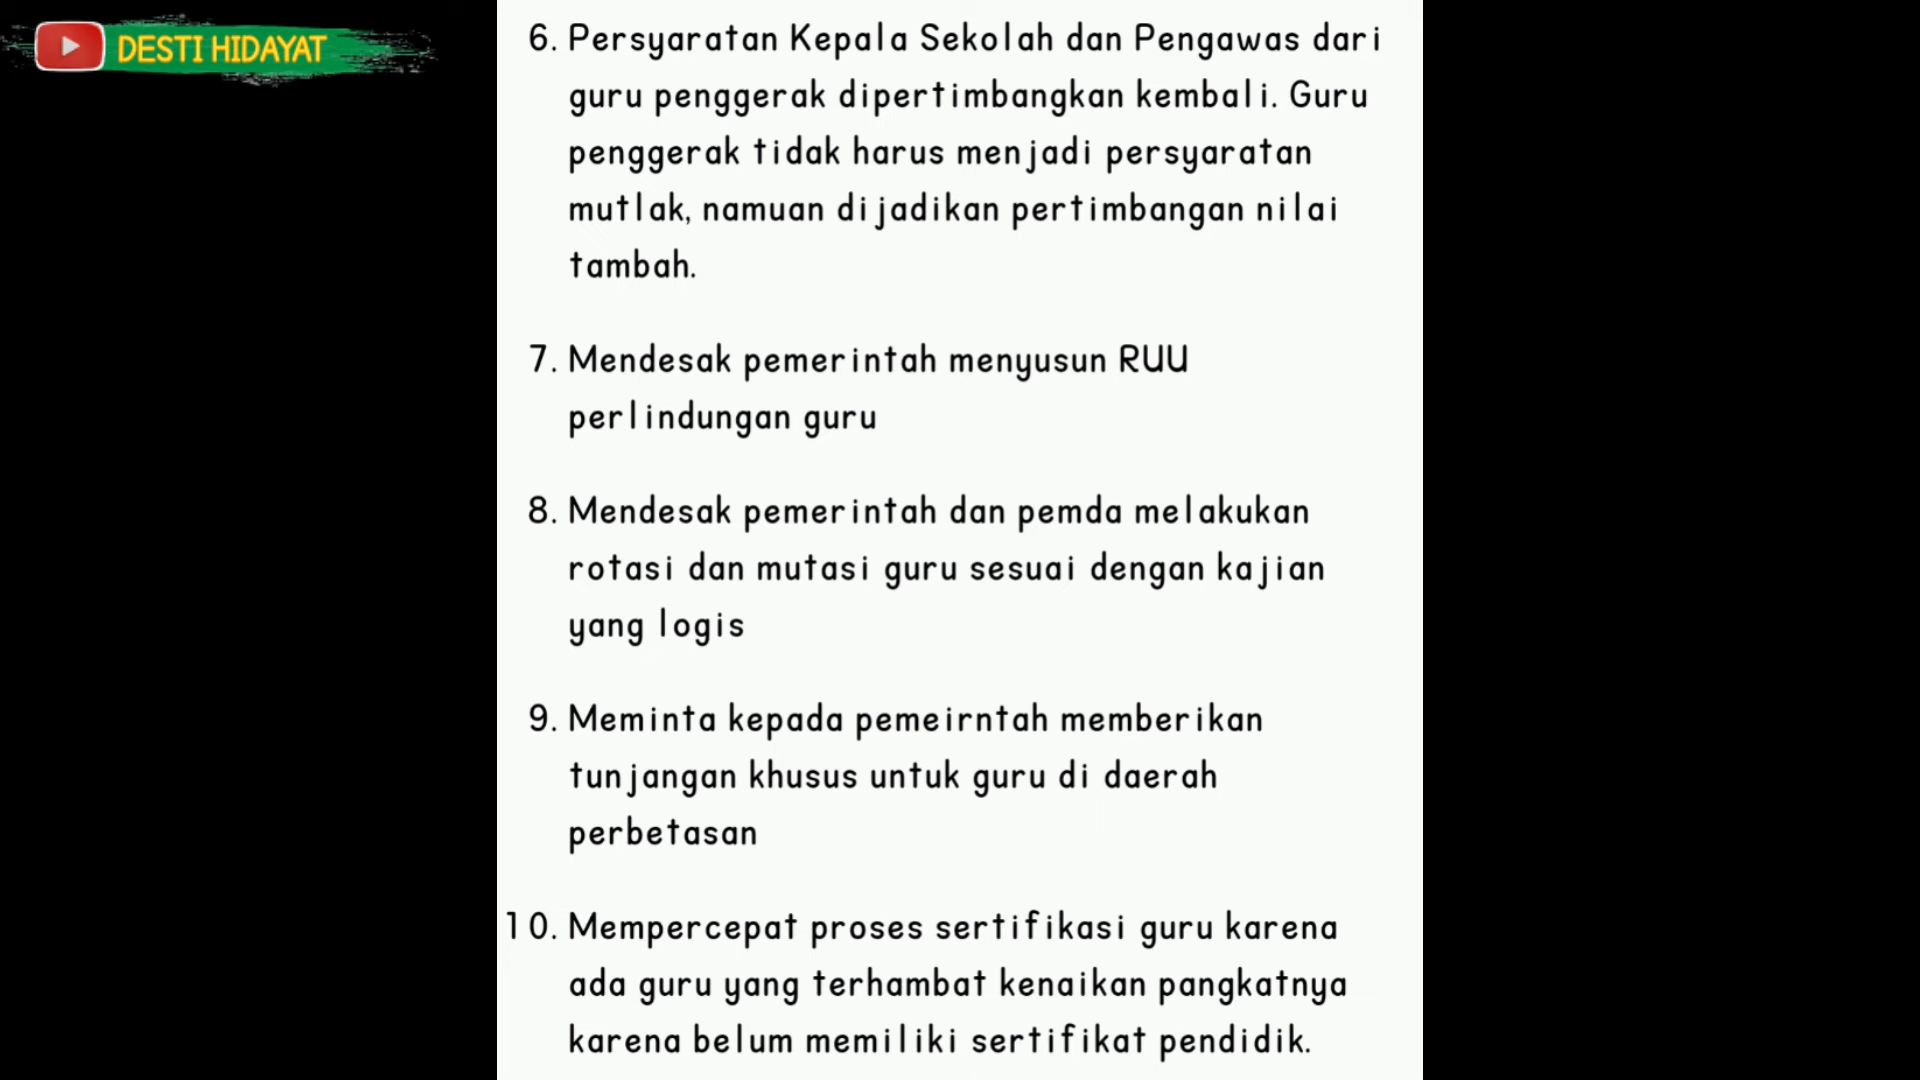 DESTI HIDAYAT
6. Persyaratan Kepala Sekolah dan Pengawas dari
guru penggerak dipertimbangkan kembali. Guru
penggerak tidak harus menjadi persyaratan
mutlak, namuan dijadikan pertimbangan nilai
tambah.
7. Mendesak pemerintah menyusun RUU
perlindungan guru
8. Mendesak pemerintah dan pemda melakukan
rotasi dan mutasi guru sesuai dengan kajian
yang logis
9. Meminta kepada pemeirntah memberikan
tunjangan khusus untuk guru di daerah
perbetasan
10. Mempercepat proses sertifikasi guru karena
ada guru yang terhambat kenaikan pangkatnya
karena belum memiliki sertifikat pendidik.